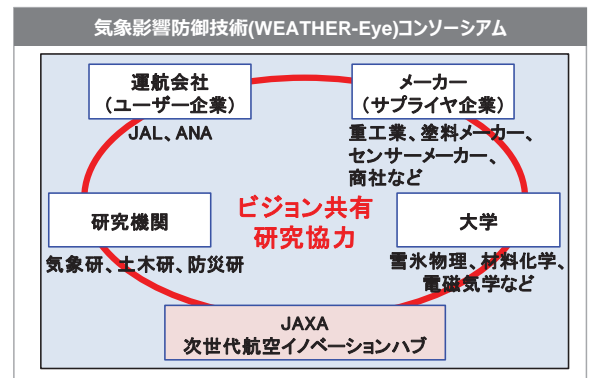 気象影響防御技術(WEATHER-Eye)コンソーシアム
運航会社
（ユーザー企業）
JAL、ANA
メーカー
（サプライヤ企業）
重工業、塗料メーカー、
センサーメーカー、
商社など
研究機関
気象研、土木研、防災研
ビジョン共有
研究協力
大学
雪氷物理、材料化学、
電磁気学など
JAXA
次世代航空イノベーションハブ